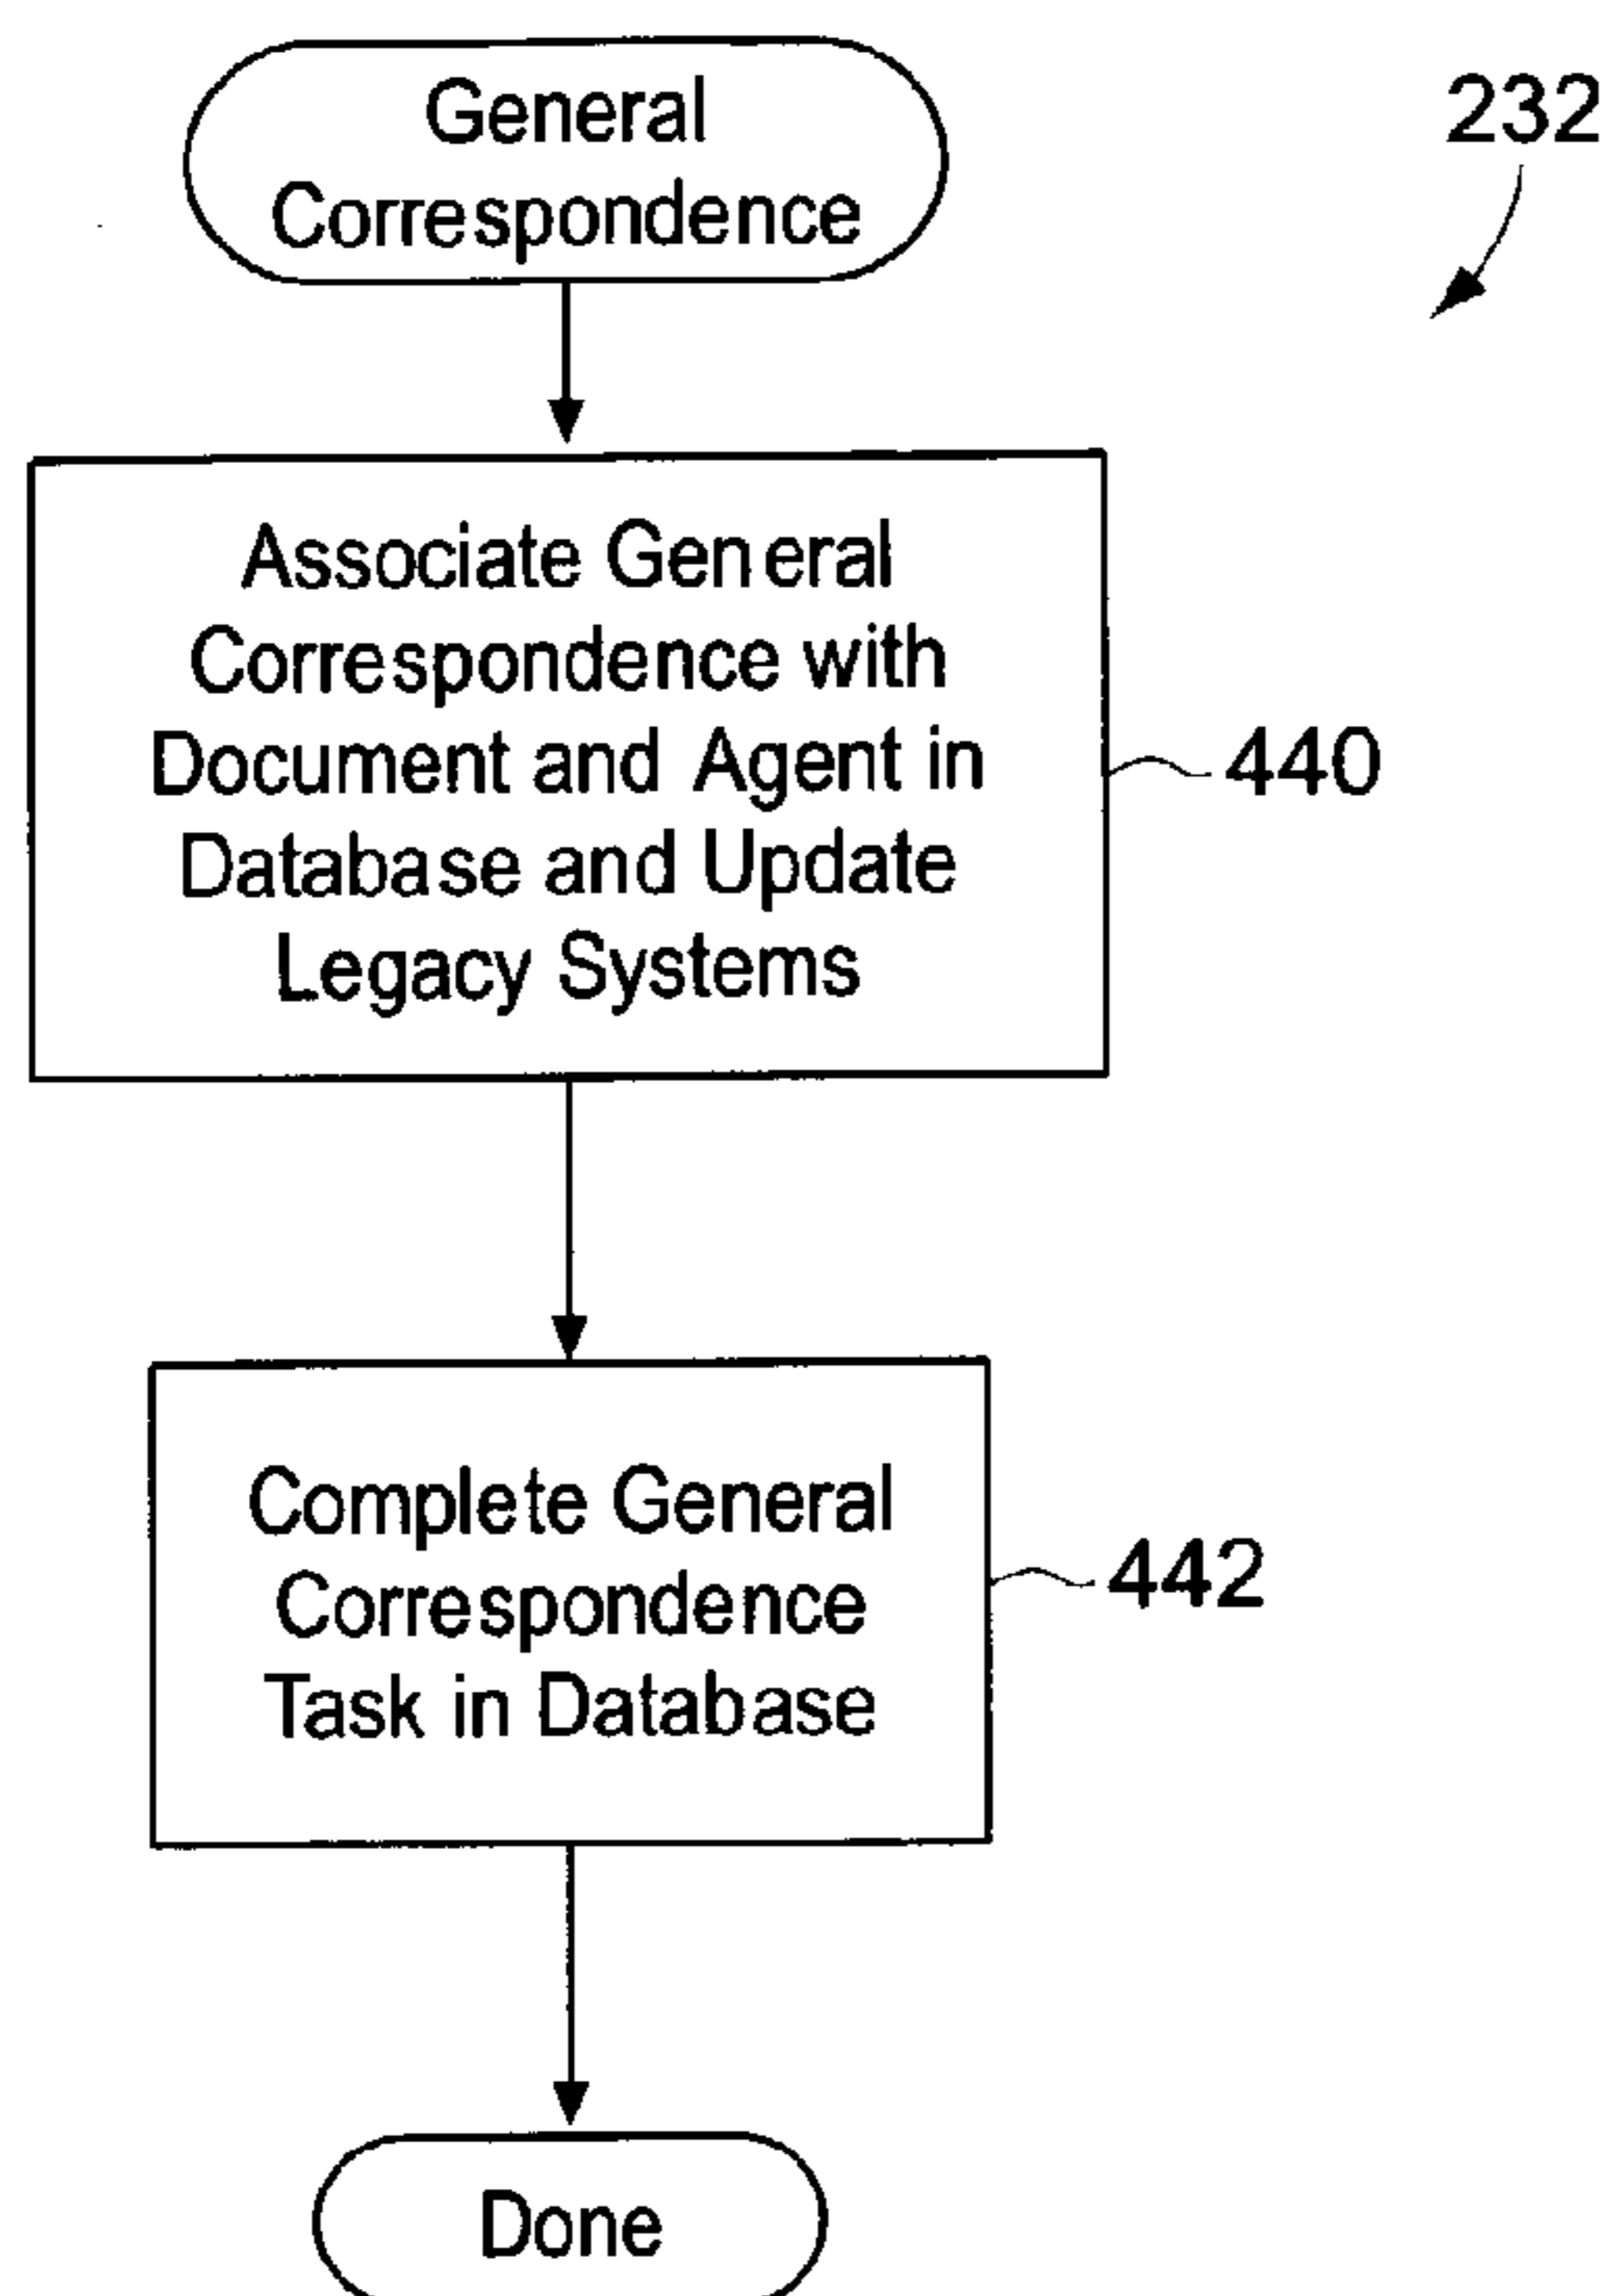 General
Correspondence
232
Associate General
Correspondence with
Document and Agent in
Database and Update
Legacy Systems
440
Complete General
Correspondence
Task in Database
442
Done